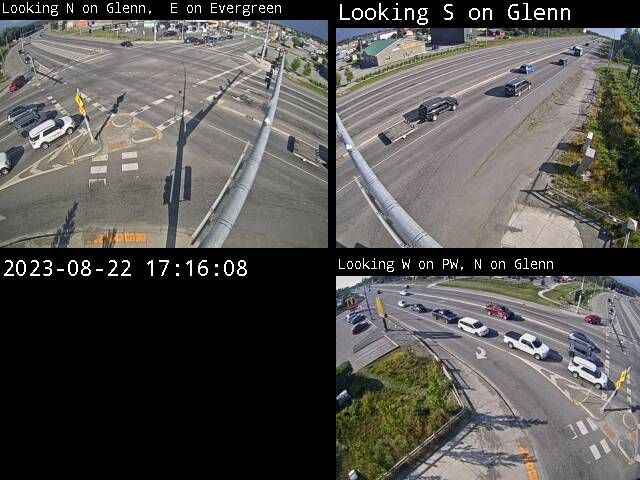 Looking N on Glenn,  E on Evergreen
Looking S on Glenn
2023-08-22 17:16:08
Looking W on PW, N on Glenn